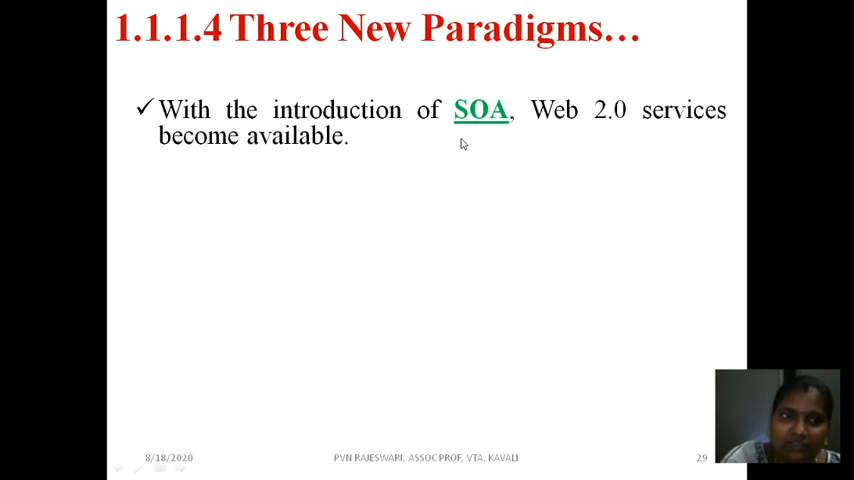 1.1.1.4 Three New Paradigms…
✓ With the introduction of SOA, Web 2.0 services
become available.
8/18/2020
PVN RAJESWARI, ASSOC PROF, VTA, KAVALI
29